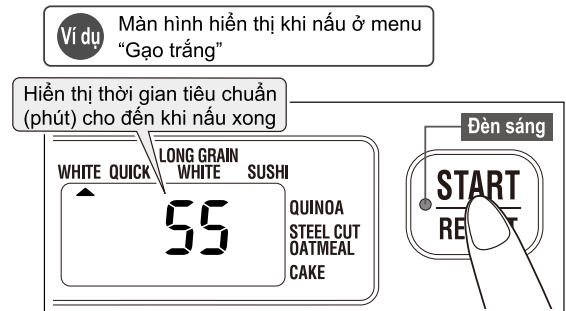 Ví dụ
Màn hình hiển thị khi nấu ở menu
“Gạo trắng”
Hiển thị thời gian tiêu chuẩn
(phút) cho đến khi nấu xong
Đèn sáng
WHITE QUICK LONG GRAIN WHITE SUSHI
55
QUINOA
STEEL CUT
OATMEAL
CAKE
START